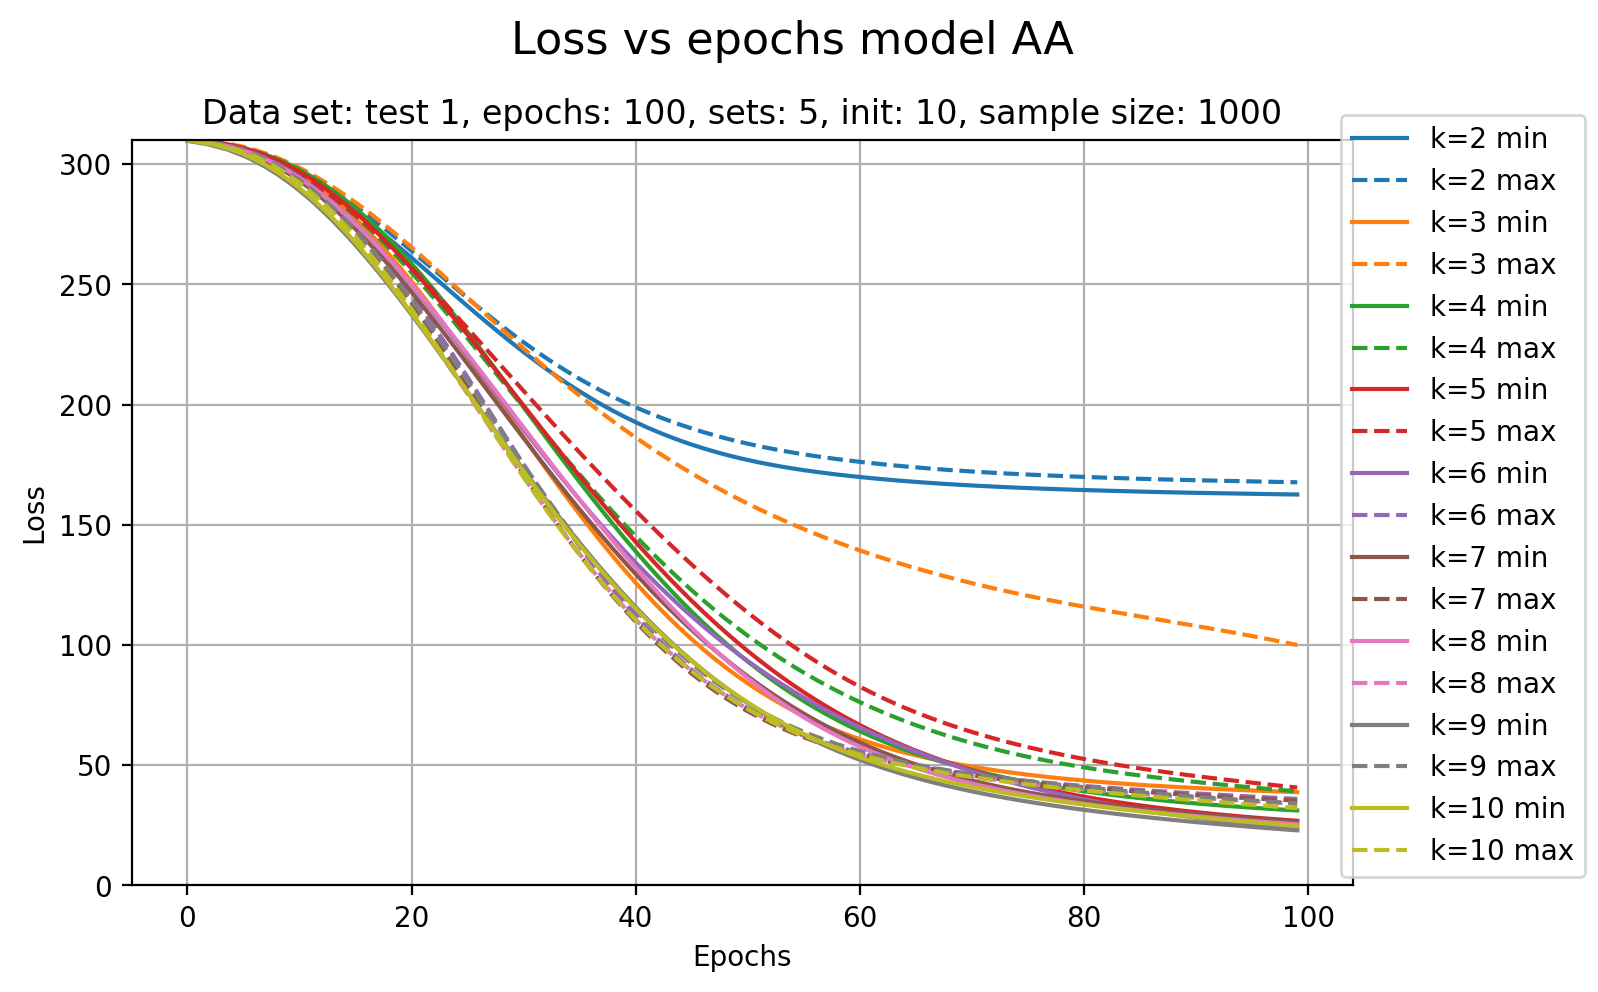 Loss vs epochs model AA
Data set: test 1, epochs: 100, sets: 5, init: 10, sample size: 1000
300
250
200
150
100
50
0
Loss
0 20 40 60 80 100
Epochs
k=2 min
k=2 max
k=3 min
k=3 max
k=4 min
k=4 max
k=5 min
k=5 max
k=6 min
k=6 max
k=7 min
k=7 max
k=8 min
k=8 max
k=9 min
k=9 max
k=10 min
k=10 max